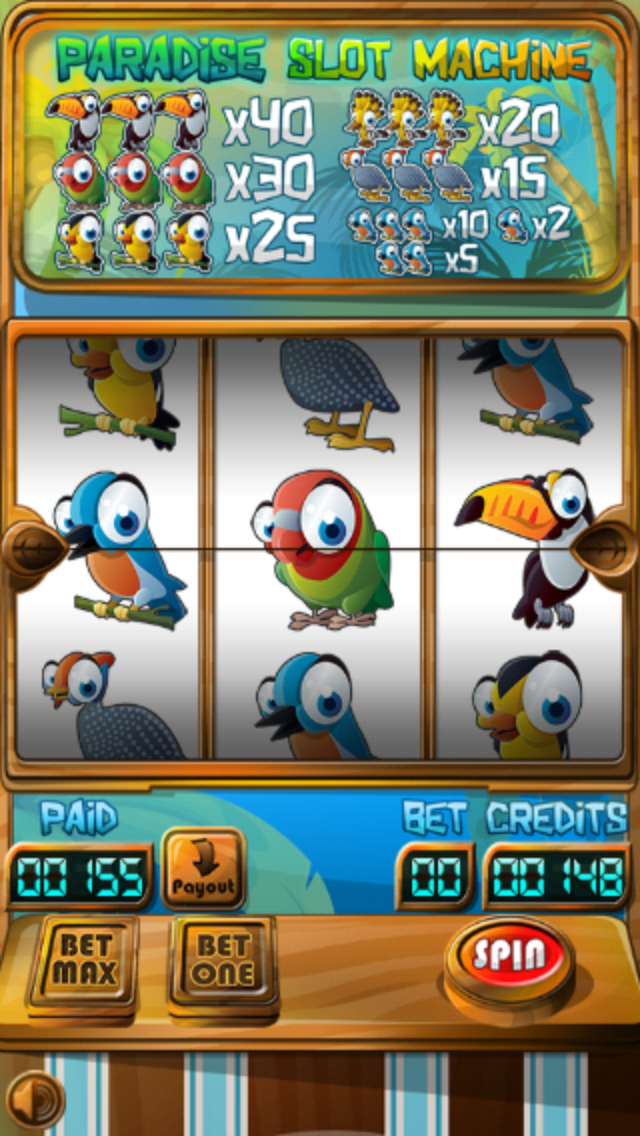 PARADISE SLOT MACHINE
x40 x20
x30 x15
x25 x10 x2
x5
PAID BET CREDITS
00155 Payout 00 00148
BET MAX BET ONE SPIN